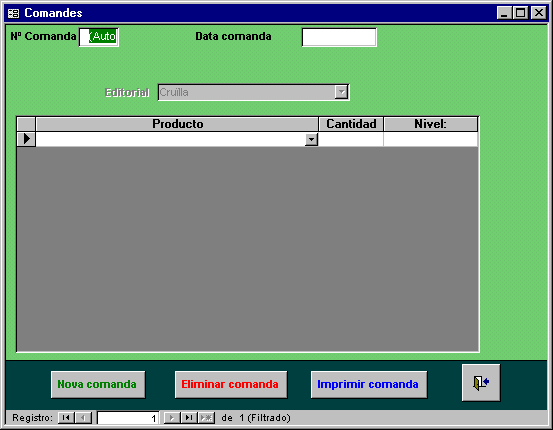 Comandes
Nº Comanda (Auto Data comanda
Editorial Cruïlla
Producto Cantidad Nivel:
Nova comanda Eliminar comanda Imprimir comanda
Registro: 1 de 1 (Filtrado)